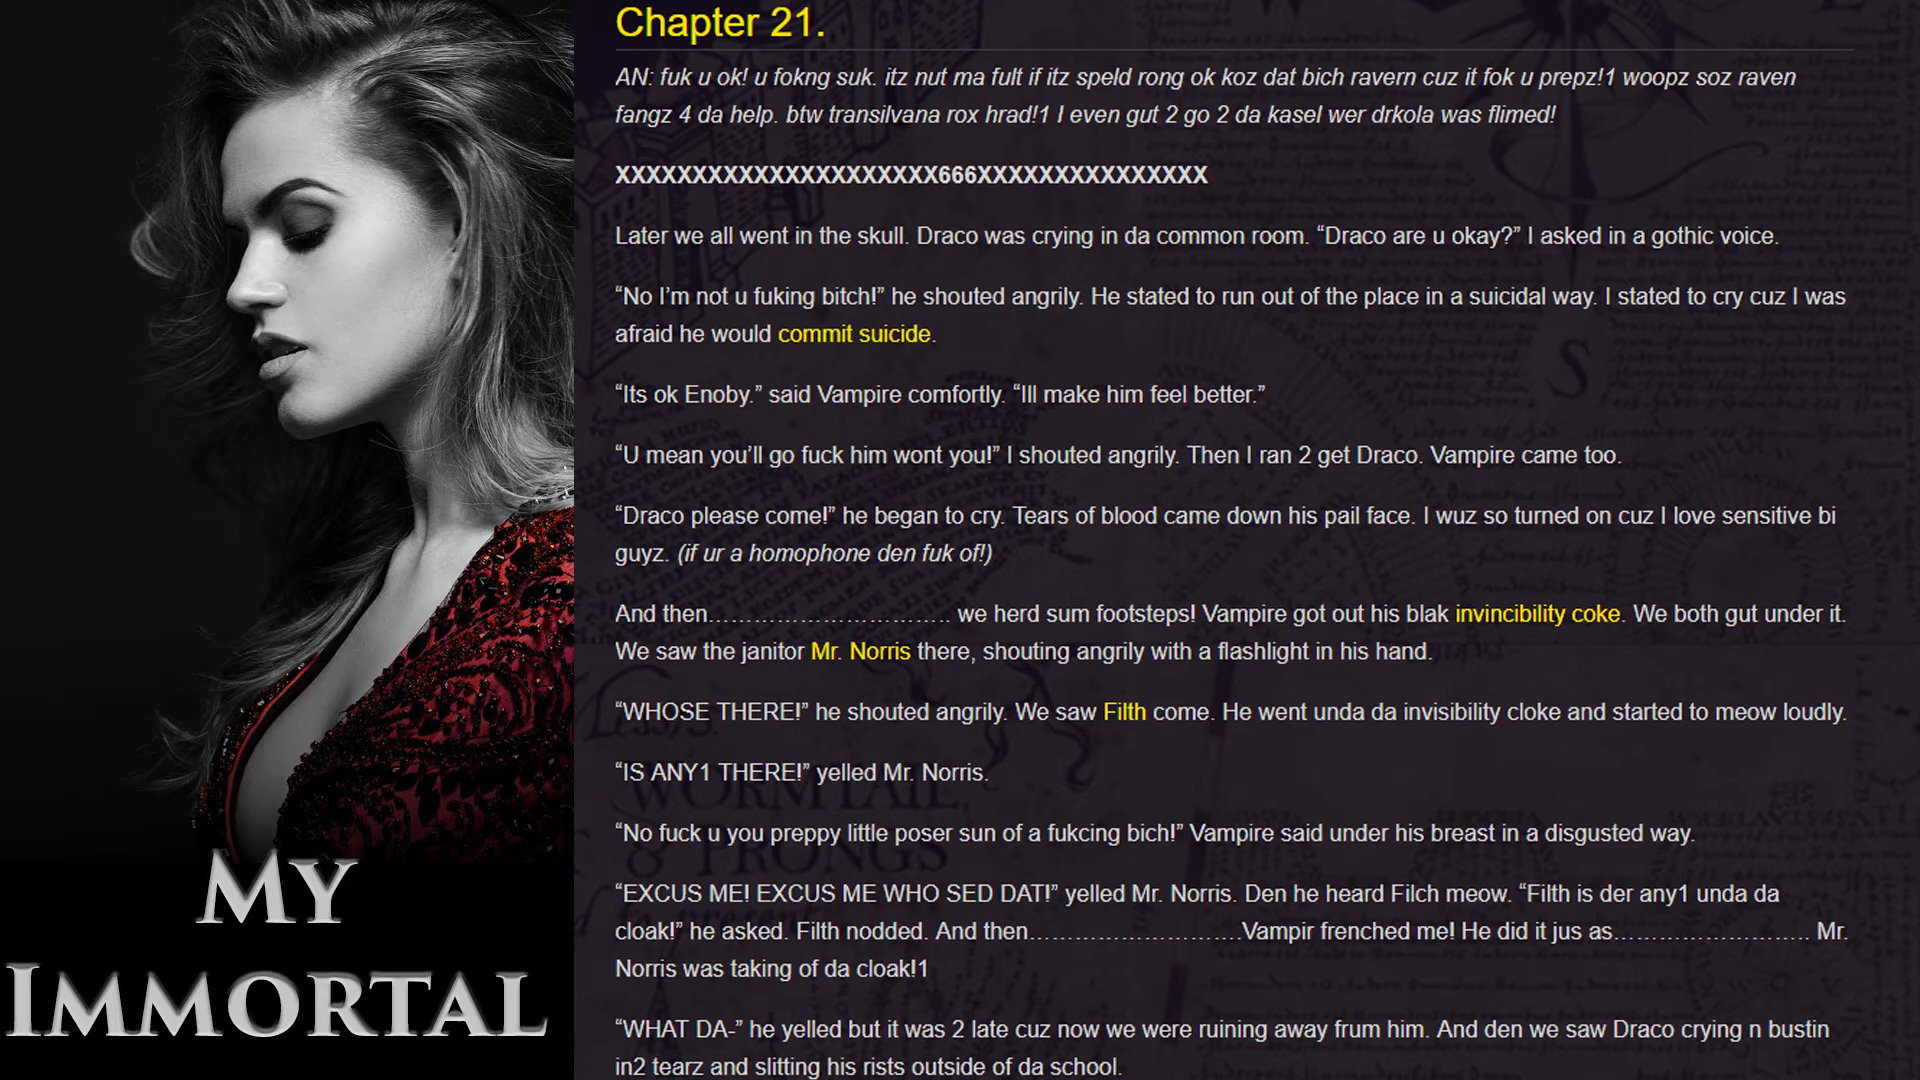 MY
IMMORTAL
Chapter 21.
AN: fuk u ok! u fokng suk. itz nut ma fult if itz speld rong ok koz dat bich ravern cuz it fok u prepz!1 woopz soz raven
fangz 4 da help. btw transilvana rox hrad!1 I even gut 2 go 2 da kasel wer drkola was flimed!
XXXXXXXXXXXXXXXXXXXXX666XXXXXXXXXXXXXXX
Later we all went in the skull. Draco was crying in da common room. “Draco are u okay?” I asked in a gothic voice.
“No I’m not u fuking bitch!” he shouted angrily. He stated to run out of the place in a suicidal way. I stated to cry cuz I was
afraid he would commit suicide.
“Its ok Enoby.” said Vampire comfortly. “Ill make him feel better.”
“U mean you’ll go fuck him wont you!” I shouted angrily. Then I ran 2 get Draco. Vampire came too.
“Draco please come!” he began to cry. Tears of blood came down his pail face. I wuz so turned on cuz I love sensitive bi
guyz. (if ur a homophone den fuk of!)
And then………………………….. we herd sum footsteps! Vampire got out his blak invincibility coke. We both gut under it.
We saw the janitor Mr. Norris there, shouting angrily with a flashlight in his hand.
“WHOSE THERE!” he shouted angrily. We saw Filth come. He went unda da invisibility cloke and started to meow loudly.
“IS ANY1 THERE!” yelled Mr. Norris.
“No fuck u you preppy little poser sun of a fukcing bich!” Vampire said under his breast in a disgusted way.
“EXCUS ME! EXCUS ME WHO SED DAT!” yelled Mr. Norris. Den he heard Filch meow. “Filth is der any1 unda da
cloak!” he asked. Filth nodded. And then……………………….Vampir frenched me! He did it jus as…………………….. Mr.
Norris was taking of da cloak!1
“WHAT DA-” he yelled but it was 2 late cuz now we were ruining away frum him. And den we saw Draco crying n bustin
in2 tearz and slitting his rists outside of da school.
WORMTAIL,
& PRONGS